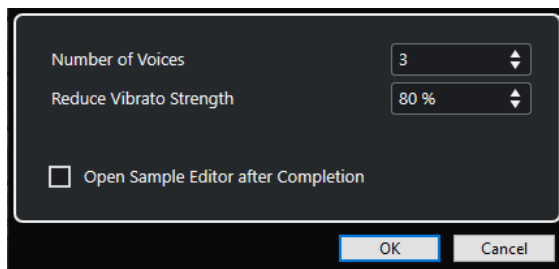 Number of Voices 3
Reduce Vibrato Strength 80 %
Open Sample Editor after Completion
OK Cancel